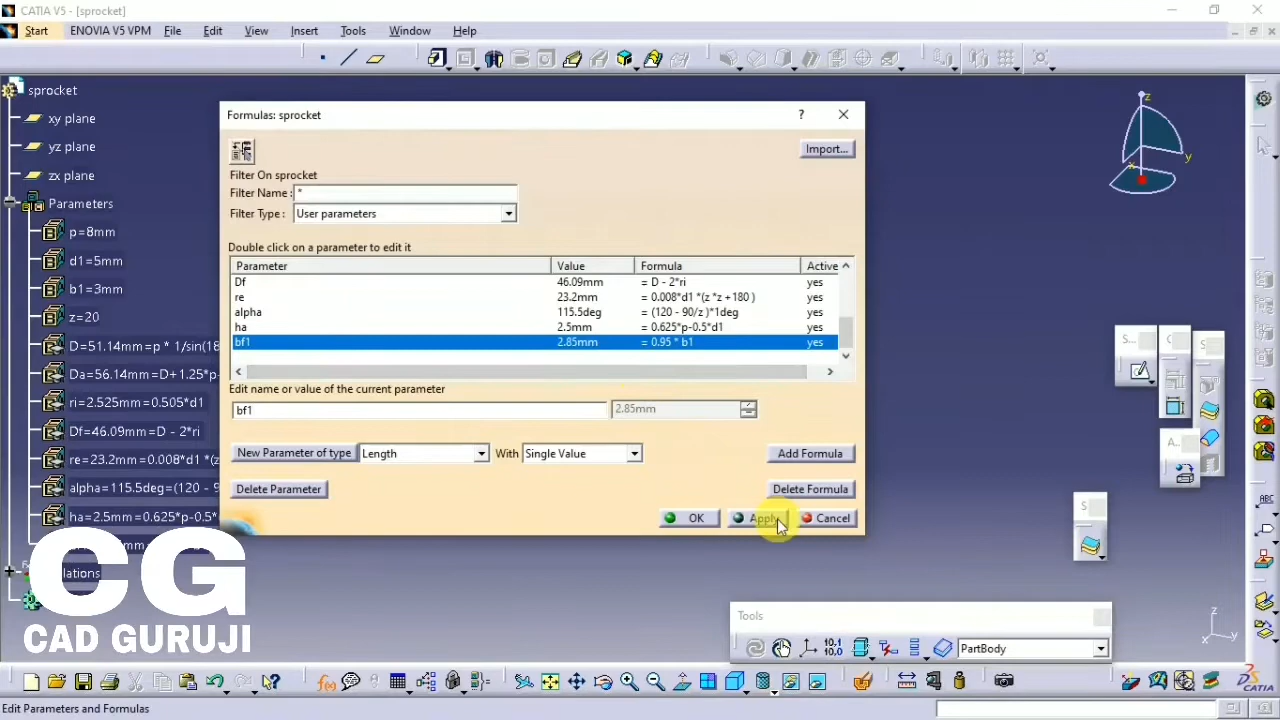 CATIA V5 - [sprocket]
Start ENOVIA V5 VPM File Edit View Insert Tools Window Help
sprocket
xy plane
yz plane
zx plane
Parameters
p=8mm
d1=5mm
b1=3mm
z=20
D=51.14mm=p * 1/sin(18
Da=56.14mm=D+1.25*p-
ri=2.525mm=0.505*d1
Df=46.09mm=D - 2*ri
re=23.2mm=0.008*d1 *(z
alpha=115.5deg=(120 - 9
ha=2.5mm=0.625*p-0.5*
lations
CG
CAD GURUJI
Formulas: sprocket
Import...
Filter On sprocket
Filter Name : *
Filter Type : User parameters
Double click on a parameter to edit it
Parameter Value Formula Active
Df 46.09mm = D - 2*ri yes
re 23.2mm = 0.008*d1 *(z *z +180 ) yes
alpha 115.5deg = (120 - 90/z )*1deg yes
ha 2.5mm = 0.625*p-0.5*d1 yes
bf1 2.85mm = 0.95 * b1 yes
Edit name or value of the current parameter
bf1 2.85mm
New Parameter of type Length With Single Value Add Formula
Delete Parameter Delete Formula
OK Apply Cancel
z
y
x
S...
C
S
A...
S
ABC
Tools
10.1
10.0
PartBody
z
x
f(x)
CATIA
Edit Parameters and Formulas